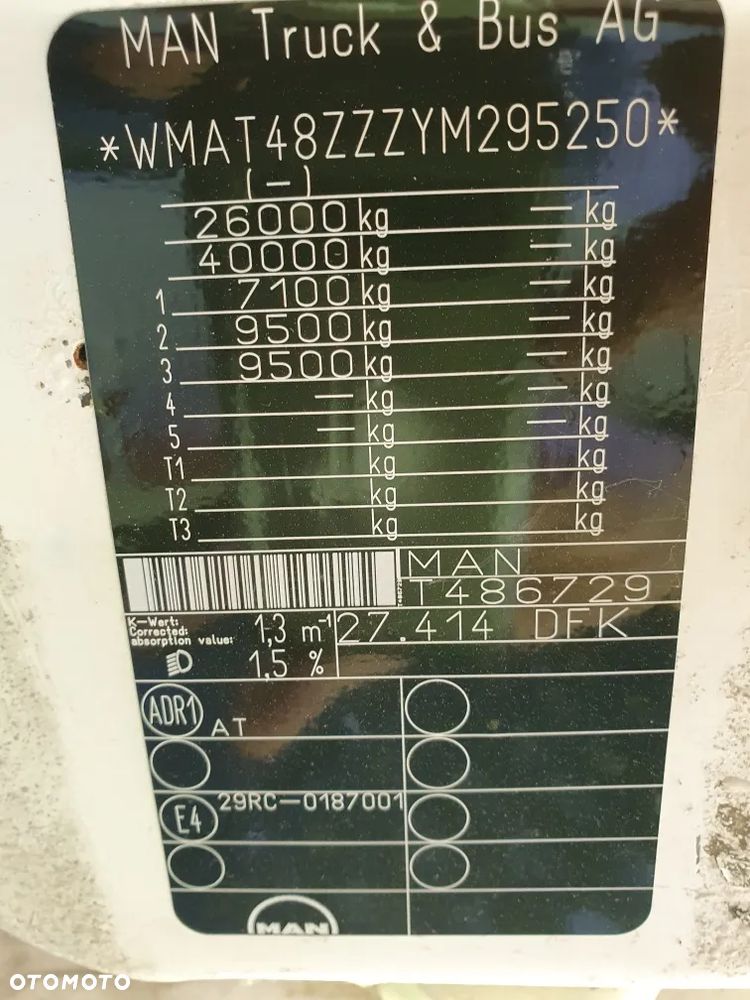 MAN Truck & Bus AG
*WMAT48ZZZYM295250*
(—)
26000 kg — kg
40000 kg — kg
1 7100 kg — kg
2 9500 kg — kg
3 9500 kg — kg
4 — kg — kg
5 — kg — kg
T1 kg kg
T2 kg kg
T3 kg kg
MAN
T486729
T486729
K-Wert:
Corrected:
absorption value: 1,3 m⁻¹
27.414 DFK
1,5 %
ADR1 AT
E4 29RC-0187001
MAN
OTOMOTO